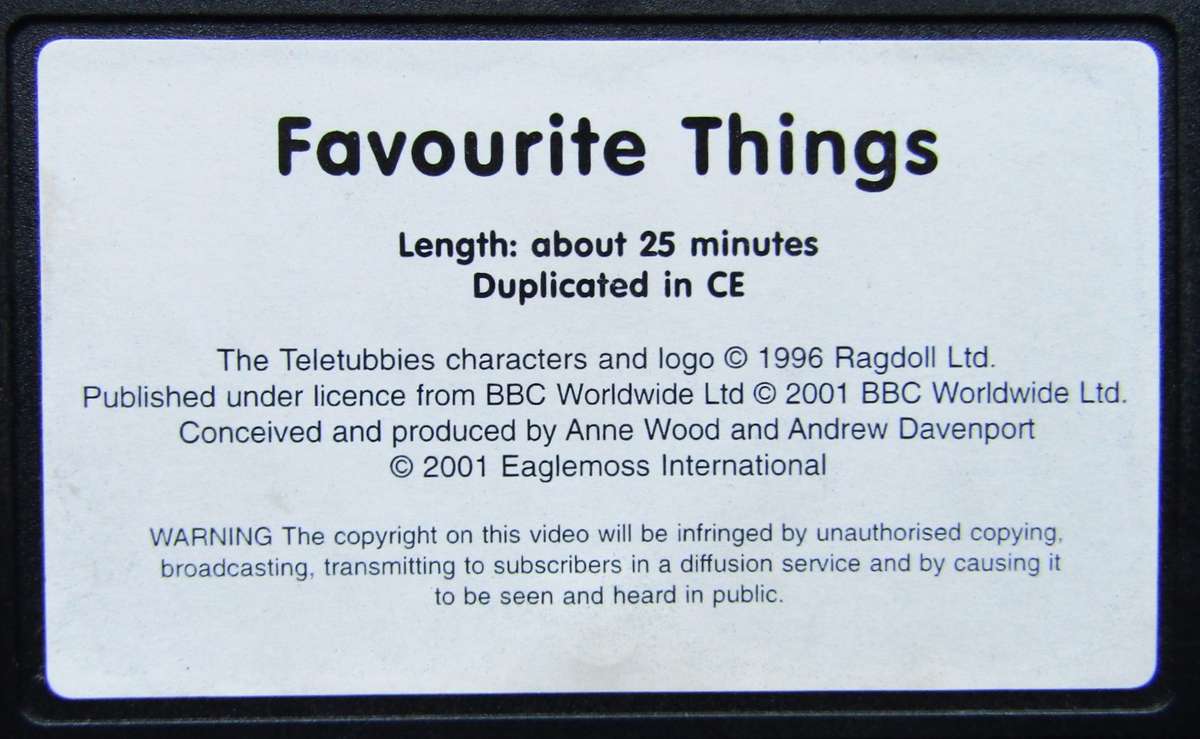 Favourite Things
Length: about 25 minutes
Duplicated in CE
The Teletubbies characters and logo © 1996 Ragdoll Ltd.
Published under licence from BBC Worldwide Ltd © 2001 BBC Worldwide Ltd.
Conceived and produced by Anne Wood and Andrew Davenport
© 2001 Eaglemoss International
WARNING The copyright on this video will be infringed by unauthorised copying,
broadcasting, transmitting to subscribers in a diffusion service and by causing it
to be seen and heard in public.